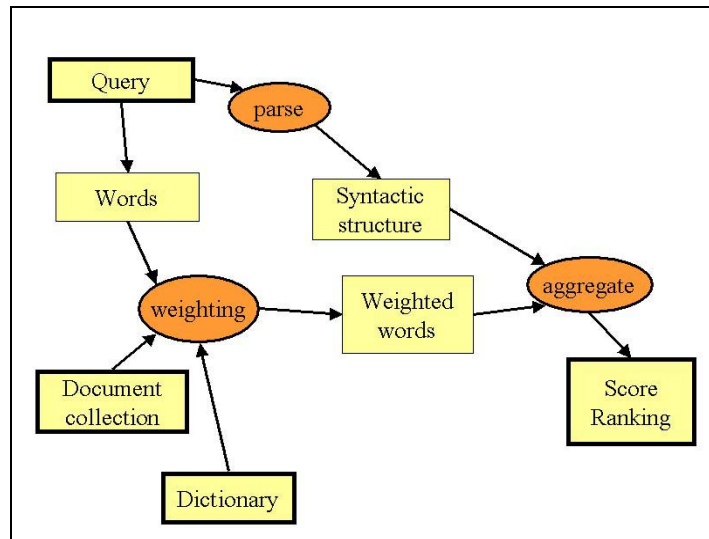 Query
parse
Words
Syntactic
structure
weighting
Weighted
words
aggregate
Document
collection
Score
Ranking
Dictionary